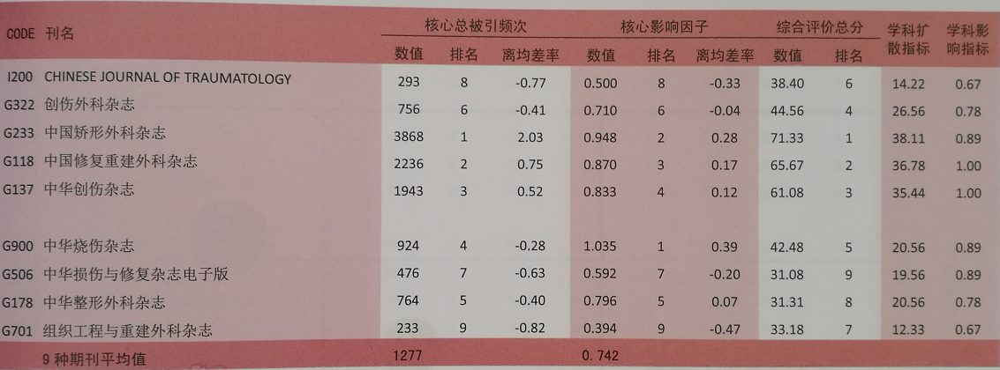 CODE 刊名 核心总被引频次 核心影响因子 综合评价总分 学科扩散指标 学科影响指标
数值 排名 离均差率 数值 排名 离均差率 数值 排名
I200 CHINESE JOURNAL OF TRAUMATOLOGY 293 8 -0.77 0.500 8 -0.33 38.40 6 14.22 0.67
G322 创伤外科杂志 756 6 -0.41 0.710 6 -0.04 44.56 4 26.56 0.78
G233 中国矫形外科杂志 3868 1 2.03 0.948 2 0.28 71.33 1 38.11 0.89
G118 中国修复重建外科杂志 2236 2 0.75 0.870 3 0.17 65.67 2 36.78 1.00
G137 中华创伤杂志 1943 3 0.52 0.833 4 0.12 61.08 3 35.44 1.00
G900 中华烧伤杂志 924 4 -0.28 1.035 1 0.39 42.48 5 20.56 0.89
G506 中华损伤与修复杂志电子版 476 7 -0.63 0.592 7 -0.20 31.08 9 19.56 0.89
G178 中华整形外科杂志 764 5 -0.40 0.796 5 0.07 31.31 8 20.56 0.78
G701 组织工程与重建外科杂志 233 9 -0.82 0.394 9 -0.47 33.18 7 12.33 0.67
9 种期刊平均值 1277 0.742